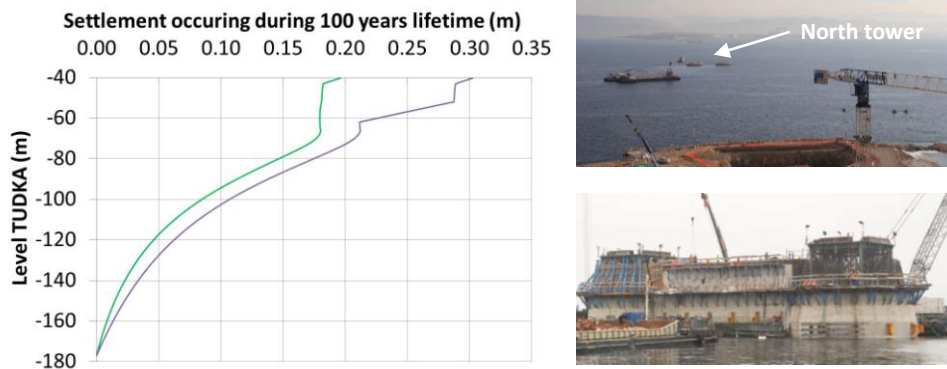 Settlement occuring during 100 years lifetime (m)
0.00 0.05 0.10 0.15 0.20 0.25 0.30 0.35
Level TUDKA (m)
-40
-60
-80
-100
-120
-140
-160
-180
North tower